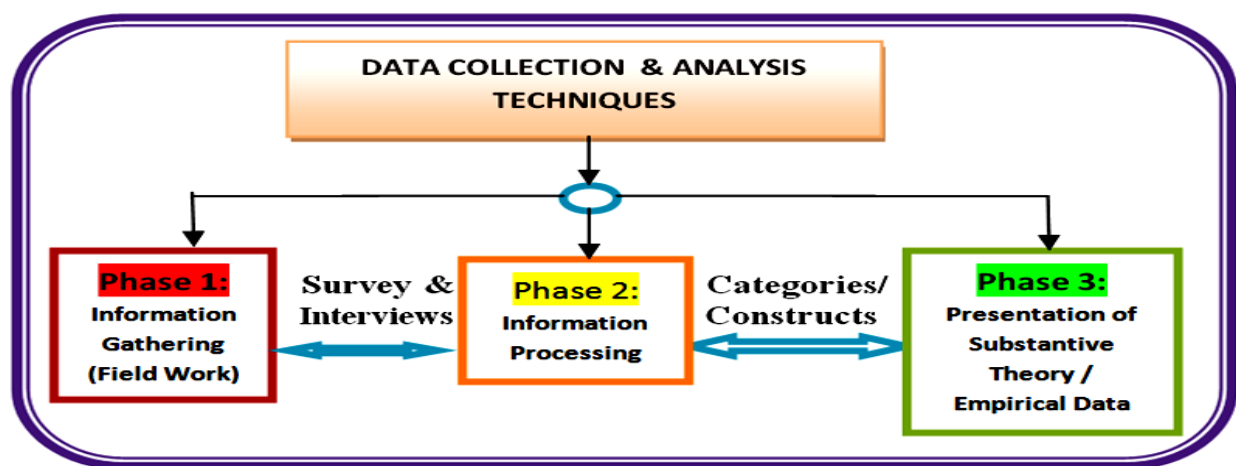 DATA COLLECTION & ANALYSIS
TECHNIQUES
Phase 1:
Information
Gathering
(Field Work)
Survey &
Interviews
Phase 2:
Information
Processing
Categories/
Constructs
Phase 3:
Presentation of
Substantive
Theory /
Empirical Data